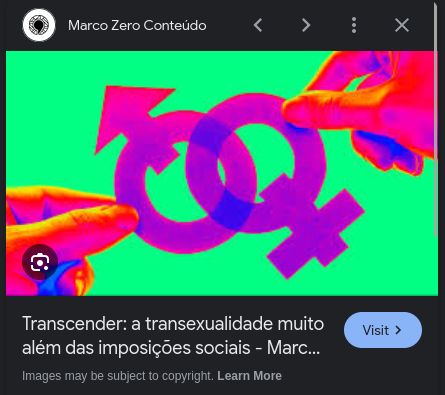 Marco Zero Conteúdo
Transcender: a transexualidade muito
além das imposições sociais - Marc...
Visit
Images may be subject to copyright. Learn More